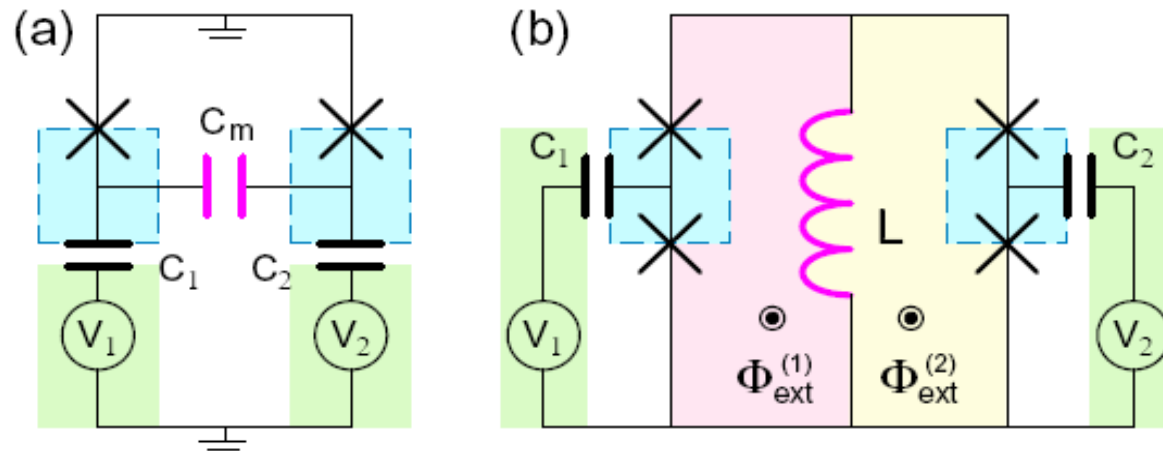 (a)
C_m
C_1
C_2
V_1
V_2
(b)
C_1
C_2
L
V_1
V_2
Φ_ext^(1)
Φ_ext^(2)